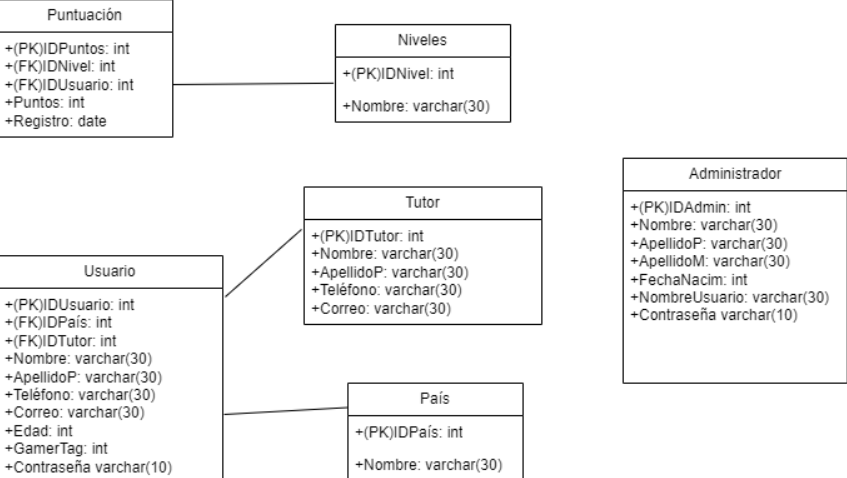 Puntuación
+(PK)IDPuntos: int
+(FK)IDNivel: int
+(FK)IDUsuario: int
+Puntos: int
+Registro: date
Niveles
+(PK)IDNivel: int
+Nombre: varchar(30)
Tutor
+(PK)IDTutor: int
+Nombre: varchar(30)
+ApellidoP: varchar(30)
+Teléfono: varchar(30)
+Correo: varchar(30)
Administrador
+(PK)IDAdmin: int
+Nombre: varchar(30)
+ApellidoP: varchar(30)
+ApellidoM: varchar(30)
+FechaNacim: int
+NombreUsuario: varchar(30)
+Contraseña varchar(10)
Usuario
+(PK)IDUsuario: int
+(FK)IDPaís: int
+(FK)IDTutor: int
+Nombre: varchar(30)
+ApellidoP: varchar(30)
+Teléfono: varchar(30)
+Correo: varchar(30)
+Edad: int
+GamerTag: int
+Contraseña varchar(10)
País
+(PK)IDPaís: int
+Nombre: varchar(30)